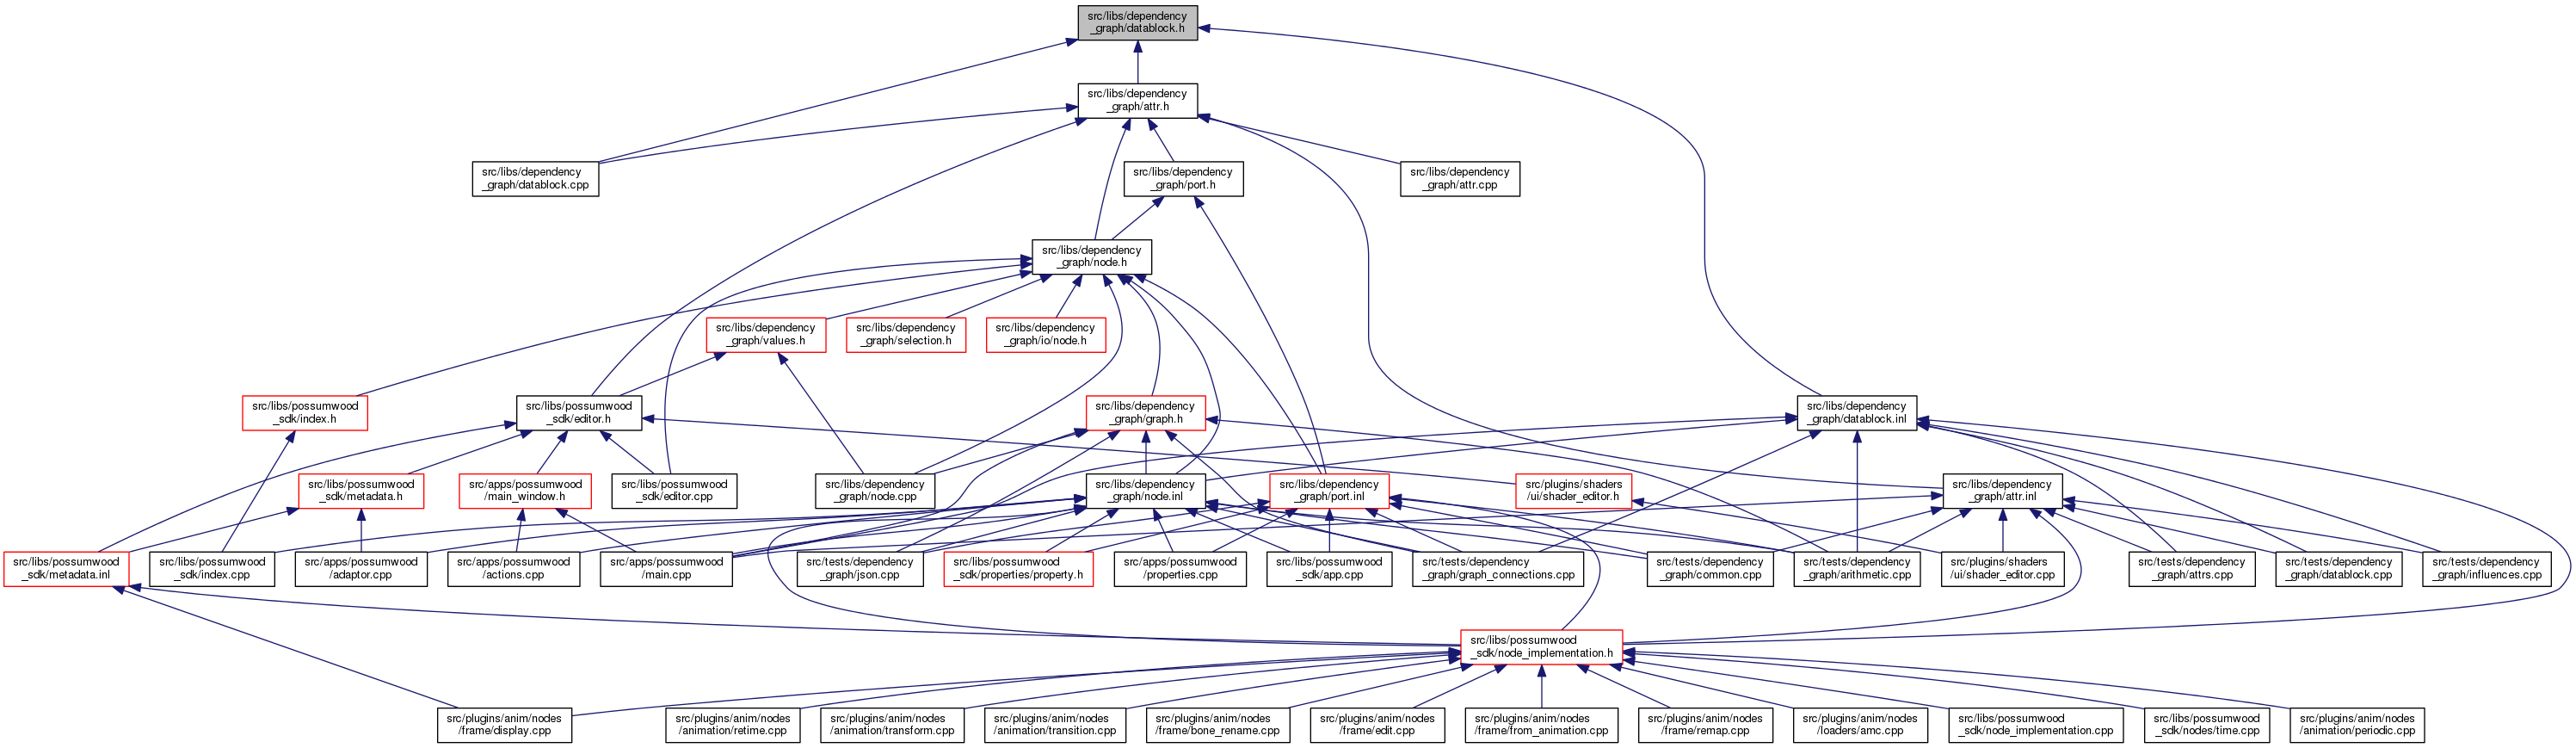 src/libs/dependency
_graph/datablock.h
src/libs/dependency
_graph/attr.h
src/libs/dependency
_graph/datablock.cpp
src/libs/dependency
_graph/port.h
src/libs/dependency
_graph/attr.cpp
src/libs/dependency
_graph/node.h
src/libs/dependency
_graph/values.h
src/libs/dependency
_graph/selection.h
src/libs/dependency
_graph/io/node.h
src/libs/possumwood
_sdk/index.h
src/libs/possumwood
_sdk/editor.h
src/libs/dependency
_graph/graph.h
src/libs/dependency
_graph/datablock.inl
src/libs/possumwood
_sdk/metadata.h
src/apps/possumwood
/main_window.h
src/libs/possumwood
_sdk/editor.cpp
src/libs/dependency
_graph/node.cpp
src/libs/dependency
_graph/node.inl
src/libs/dependency
_graph/port.inl
src/plugins/shaders
/ui/shader_editor.h
src/libs/dependency
_graph/attr.inl
src/libs/possumwood
_sdk/metadata.inl
src/libs/possumwood
_sdk/index.cpp
src/apps/possumwood
/adaptor.cpp
src/apps/possumwood
/actions.cpp
src/apps/possumwood
/main.cpp
src/tests/dependency
_graph/json.cpp
src/libs/possumwood
_sdk/properties/property.h
src/apps/possumwood
/properties.cpp
src/libs/possumwood
_sdk/app.cpp
src/tests/dependency
_graph/graph_connections.cpp
src/tests/dependency
_graph/common.cpp
src/tests/dependency
_graph/arithmetic.cpp
src/plugins/shaders
/ui/shader_editor.cpp
src/tests/dependency
_graph/attrs.cpp
src/tests/dependency
_graph/datablock.cpp
src/tests/dependency
_graph/influences.cpp
src/libs/possumwood
_sdk/node_implementation.h
src/plugins/anim/nodes
/frame/display.cpp
src/plugins/anim/nodes
/animation/retime.cpp
src/plugins/anim/nodes
/animation/transform.cpp
src/plugins/anim/nodes
/animation/transition.cpp
src/plugins/anim/nodes
/frame/bone_rename.cpp
src/plugins/anim/nodes
/frame/edit.cpp
src/plugins/anim/nodes
/frame/from_animation.cpp
src/plugins/anim/nodes
/frame/remap.cpp
src/plugins/anim/nodes
/loaders/amc.cpp
src/libs/possumwood
_sdk/node_implementation.cpp
src/libs/possumwood
_sdk/nodes/time.cpp
src/plugins/anim/nodes
/animation/periodic.cpp